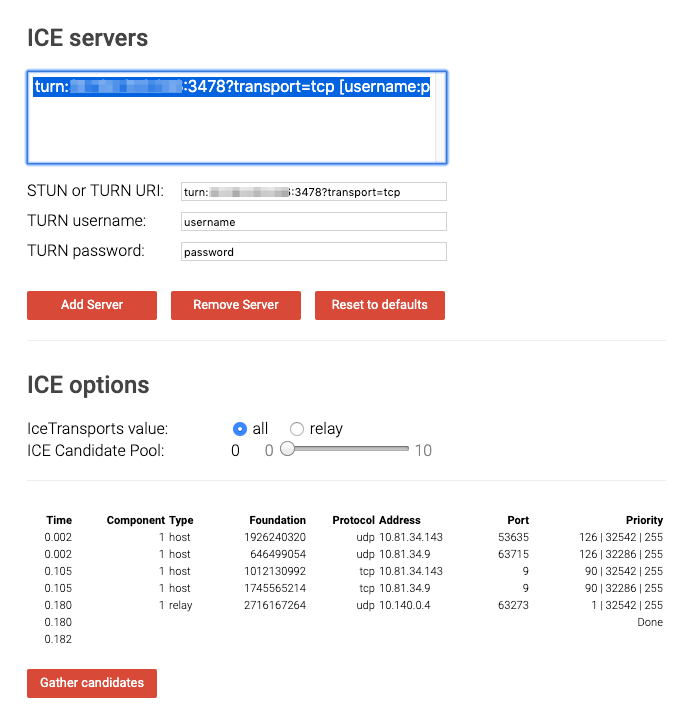 ICE servers
turn: :3478?transport=tcp [username:p
STUN or TURN URI: turn: :3478?transport=tcp
TURN username: username
TURN password: password
Add Server Remove Server Reset to defaults
ICE options
IceTransports value: all relay
ICE Candidate Pool: 0 0 10
Time Component Type Foundation Protocol Address Port Priority
0.002 1 host 1926240320 udp 10.81.34.143 53635 126 | 32542 | 255
0.002 1 host 646499054 udp 10.81.34.9 63715 126 | 32286 | 255
0.105 1 host 1012130992 tcp 10.81.34.143 9 90 | 32542 | 255
0.105 1 host 1745565214 tcp 10.81.34.9 9 90 | 32286 | 255
0.180 1 relay 2716167264 udp 10.140.0.4 63273 1 | 32542 | 255
0.180 Done
0.182
Gather candidates